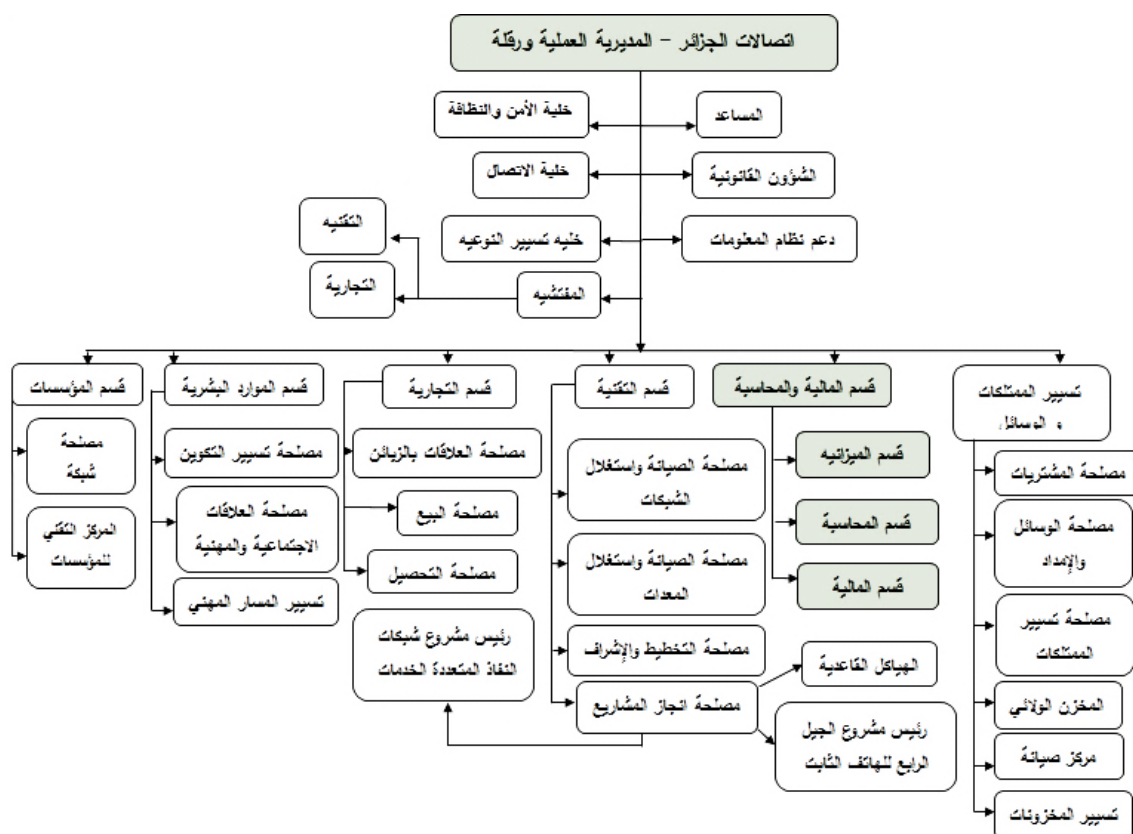 اتصالات الجزائر – المديرية العملية ورقلة
المساعد
خلية الأمن والنظافة
الشؤون القانونية
خلية الاتصال
دعم نظام المعلومات
خليه تسيير النوعيه
التقنيه
المفتشيه
التجارية
تسيير الممتلكات
و الوسائل
قسم المالية والمحاسبة
قسم التقنية
قسم التجارية
قسم الموارد البشرية
قسم المؤسسات
مصلحة المشتريات
مصلحة الوسائل
والإمداد
مصلحة تسيير
الممتلكات
المخزن الولائي
مركز صيانة
تسيير المخزونات
قسم الميزانيه
قسم المحاسبة
قسم المالية
مصلحة الصيانة واستغلال
الشبكات
مصلحة الصيانة واستغلال
المعدات
مصلحة التخطيط والإشراف
مصلحة انجاز المشاريع
الهياكل القاعدية
رئيس مشروع الجيل
الرابع للهاتف الثابت
رئيس مشروع شبكات
النفاذ المتعددة الخدمات
مصلحة العلاقات بالزبائن
مصلحة البيع
مصلحة التحصيل
مصلحة تسيير التكوين
مصلحة العلاقات
الاجتماعية والمهنية
تسيير المسار المهني
مصلحة
شبكة
المركز التقني
للمؤسسات